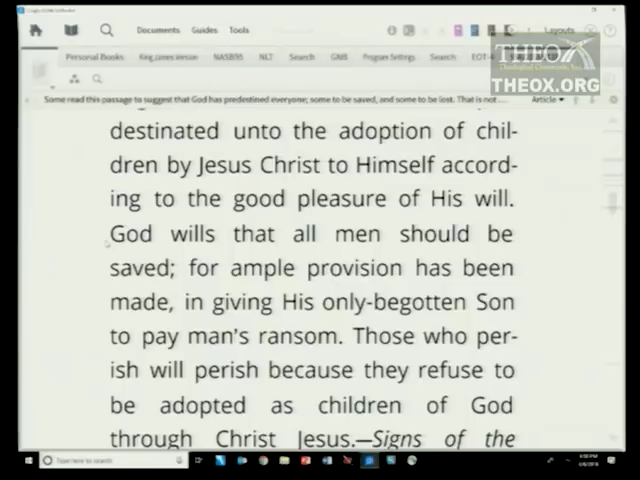 Documents Guides Tools
Layouts
Personal Books King James Version NASB95 NLT Search GNB Program Settings Search EOT-4
THEOX
THEOX.ORG
Some read this passage to suggest that God has predestined everyone; some to be saved, and some to be lost. That is not ... Article
destinated unto the adoption of chil-
dren by Jesus Christ to Himself accord-
ing to the good pleasure of His will.
God wills that all men should be
saved; for ample provision has been
made, in giving His only-begotten Son
to pay man's ransom. Those who per-
ish will perish because they refuse to
be adopted as children of God
through Christ Jesus.—Signs of the
Type here to search